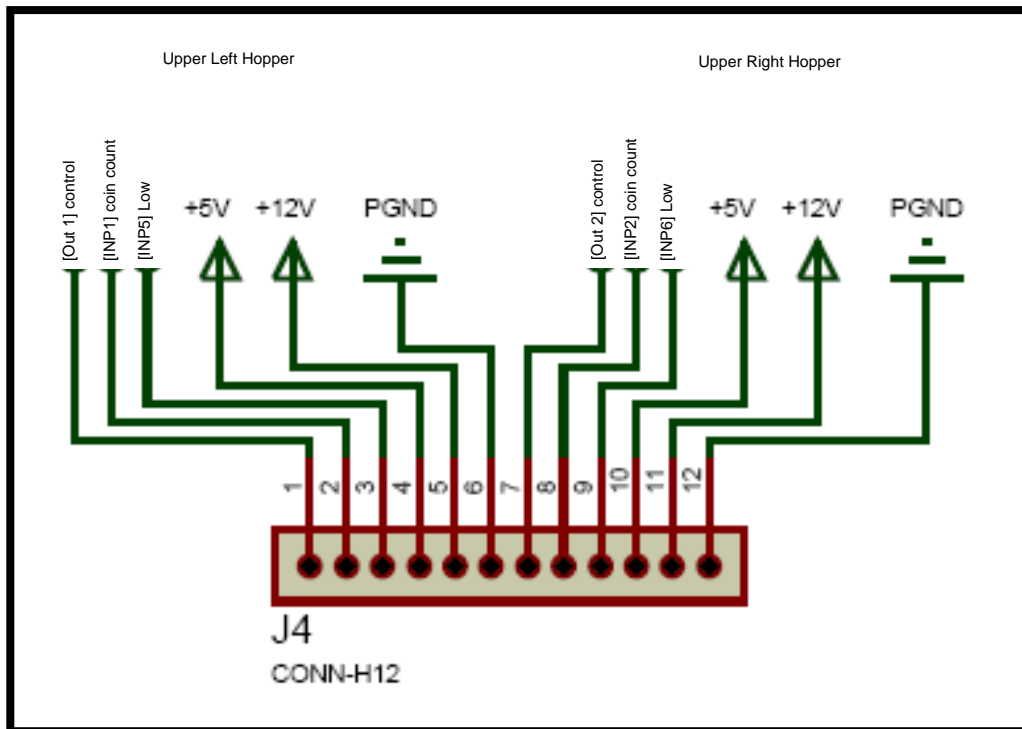 Upper Left Hopper
Upper Right Hopper
[Out 1] control
[INP1] coin count
[INP5] Low
+5V
+12V
PGND
[Out 2] control
[INP2] coin count
[INP6] Low
+5V
+12V
PGND
1
2
3
4
5
6
7
8
9
10
11
12
J4
CONN-H12